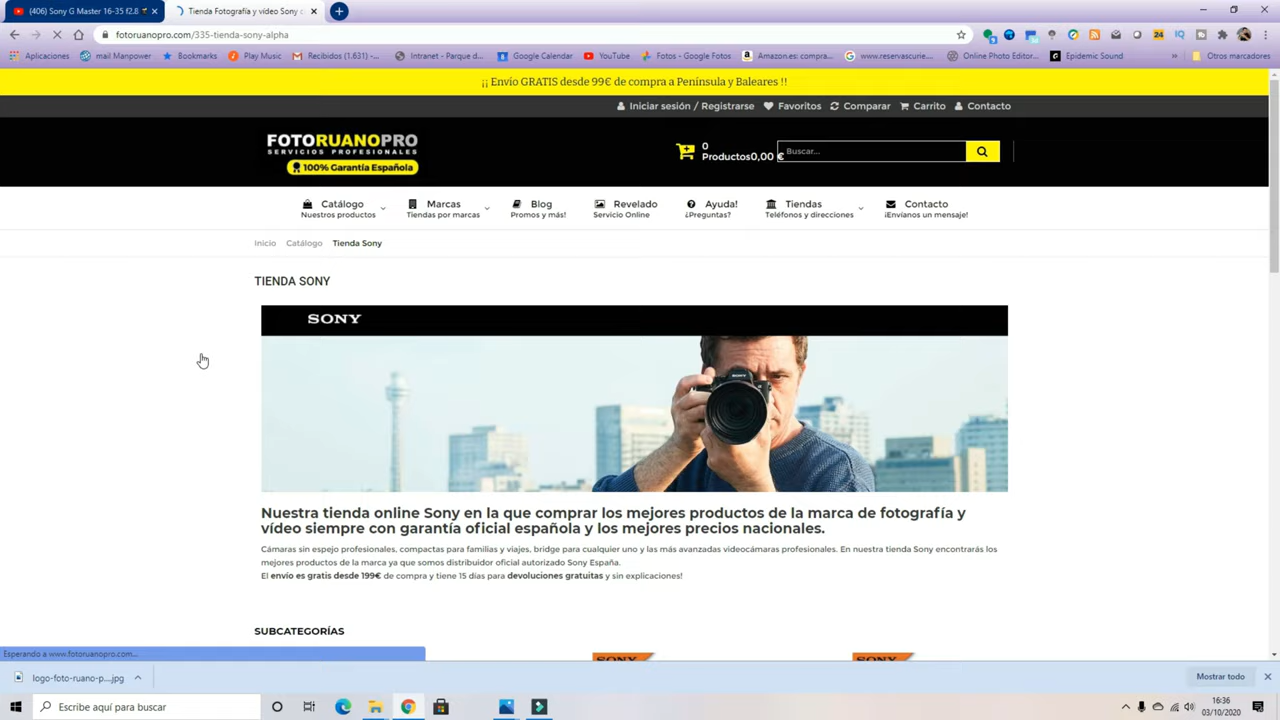 (406) Sony G Master 16-35 f2.8
Tienda Fotografía y vídeo Sony
fotoruanopro.com/335-tienda-sony-alpha
Aplicaciones
mail Manpower
Bookmarks
Play Music
Recibidos (1.631) -...
Intranet - Parque d...
Google Calendar
YouTube
Fotos - Google Fotos
Amazon.es: compra...
www.reservascurie...
Online Photo Editor...
Epidemic Sound
»
Otros marcadores
¡¡ Envío GRATIS desde 99€ de compra a Península y Baleares !!
Iniciar sesión / Registrarse
Favoritos
Comparar
Carrito
Contacto
FOTORUANOPRO
SERVICIOS PROFESIONALES
100% Garantía Española
0
Productos0,00 €
Buscar...
Catálogo
Nuestros productos
Marcas
Tiendas por marcas
Blog
Promos y más!
Revelado
Servicio Online
Ayuda!
¿Preguntas?
Tiendas
Teléfonos y direcciones
Contacto
¡Envíanos un mensaje!
Inicio
Catálogo
Tienda Sony
TIENDA SONY
SONY
SONY
Nuestra tienda online Sony en la que comprar los mejores productos de la marca de fotografía y
vídeo siempre con garantía oficial española y los mejores precios nacionales.
Cámaras sin espejo profesionales, compactas para familias y viajes, bridge para cualquier uno y las más avanzadas videocámaras profesionales. En nuestra tienda Sony encontrarás los
mejores productos de la marca ya que somos distribuidor oficial autorizado Sony España.
El envío es gratis desde 199€ de compra y tiene 15 días para devoluciones gratuitas y sin explicaciones!
SUBCATEGORÍAS
SONY
SONY
Esperando a www.fotoruanopro.com...
logo-foto-ruano-p....jpg
Mostrar todo
Escribe aquí para buscar
16:36
03/10/2020